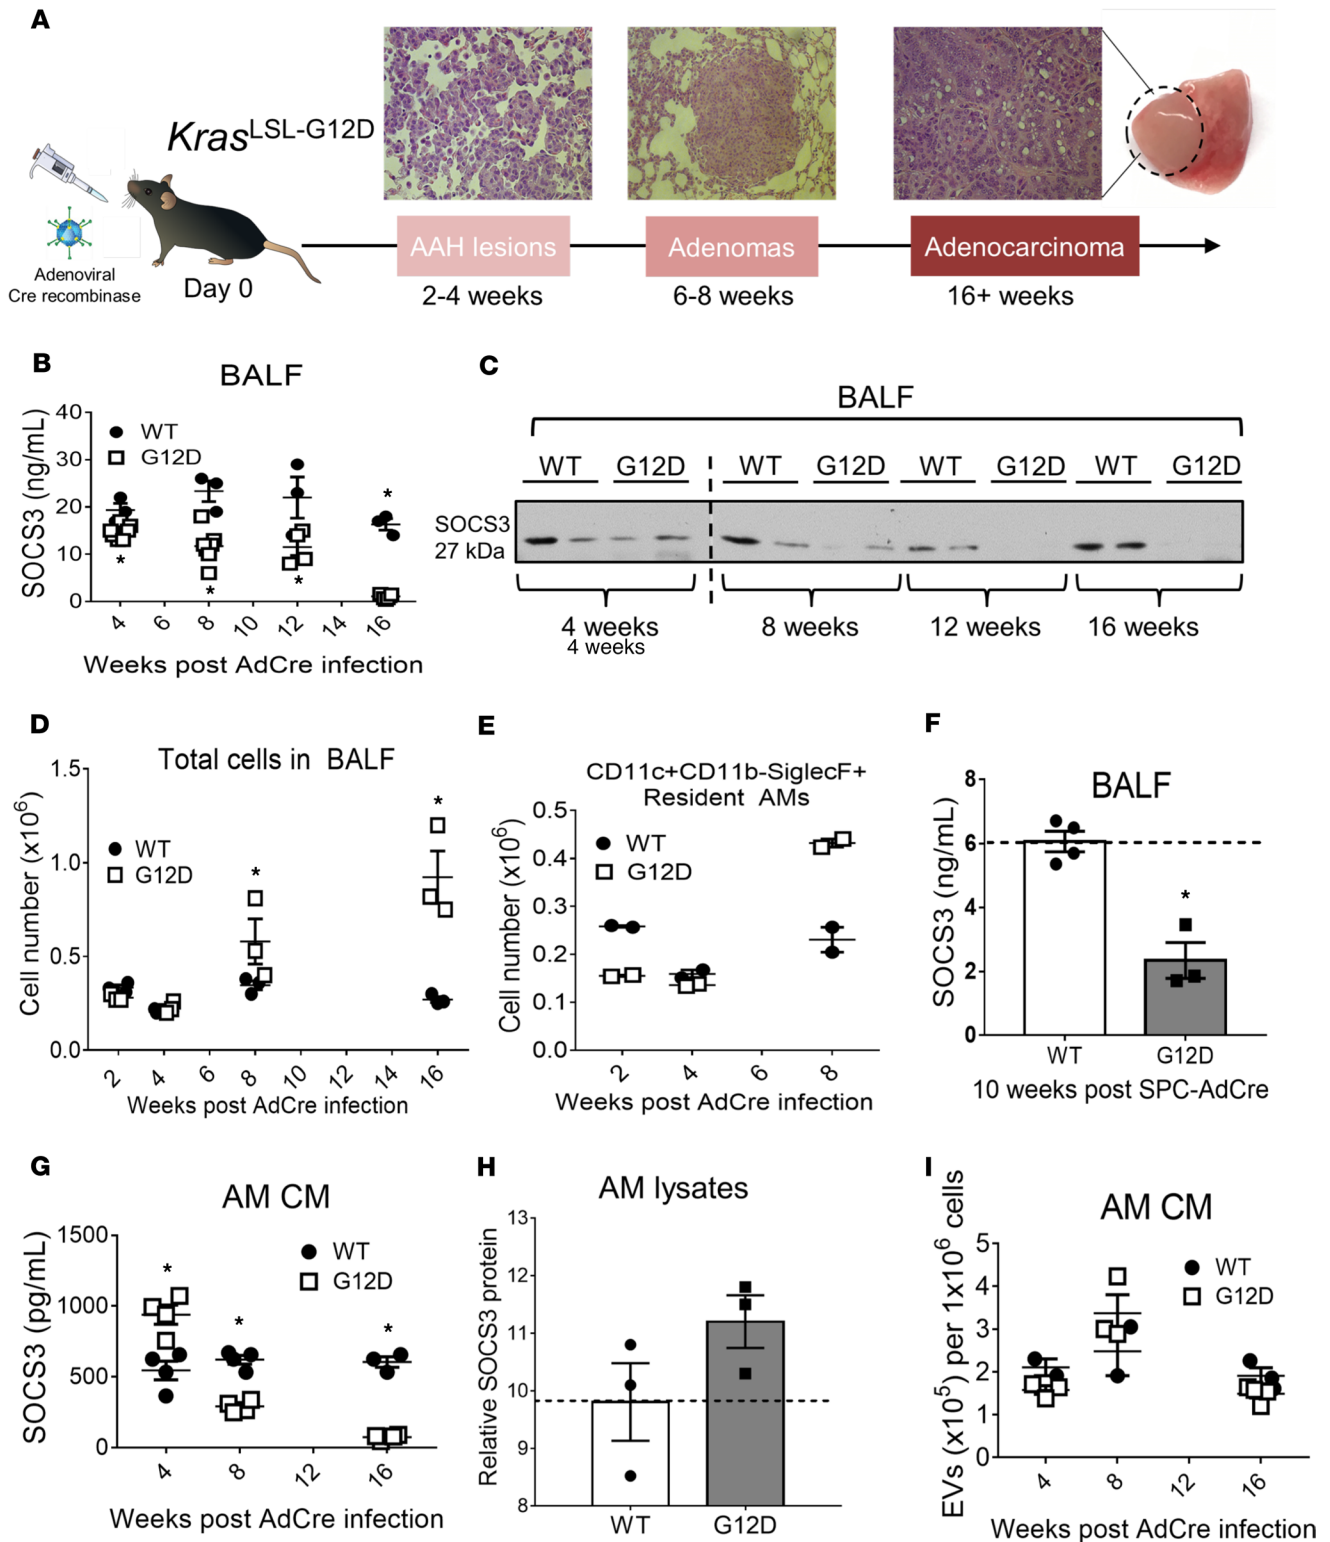 A
Kras^LSL-G12D
Adenoviral
Cre recombinase
Day 0
AAH lesions
Adenomas
Adenocarcinoma
2-4 weeks
6-8 weeks
16+ weeks
B
BALF
SOCS3 (ng/mL)
40
30
20
10
0
WT
G12D
*
*
*
*
4
6
8
10
12
14
16
Weeks post AdCre infection
C
BALF
WT G12D WT G12D WT G12D WT G12D
SOCS3
27 kDa
4 weeks 8 weeks 12 weeks 16 weeks
4 weeks
D
Total cells in BALF
Cell number (x10^6)
1.5
1.0
0.5
0.0
WT
G12D
*
*
2
4
6
8
10
12
14
16
Weeks post AdCre infection
E
CD11c+CD11b-SiglecF+
Resident AMs
Cell number (x10^6)
0.5
0.4
0.3
0.2
0.1
0.0
WT
G12D
2
4
6
8
Weeks post AdCre infection
F
BALF
SOCS3 (ng/mL)
8
6
4
2
0
*
WT G12D
10 weeks post SPC-AdCre
G
AM CM
SOCS3 (pg/mL)
1500
1000
500
0
WT
G12D
*
*
*
4
8
12
16
Weeks post AdCre infection
H
AM lysates
Relative SOCS3 protein
13
12
11
10
9
8
WT G12D
I
AM CM
EVs (x10^5) per 1x10^6 cells
5
4
3
2
1
0
WT
G12D
4
8
12
16
Weeks post AdCre infection